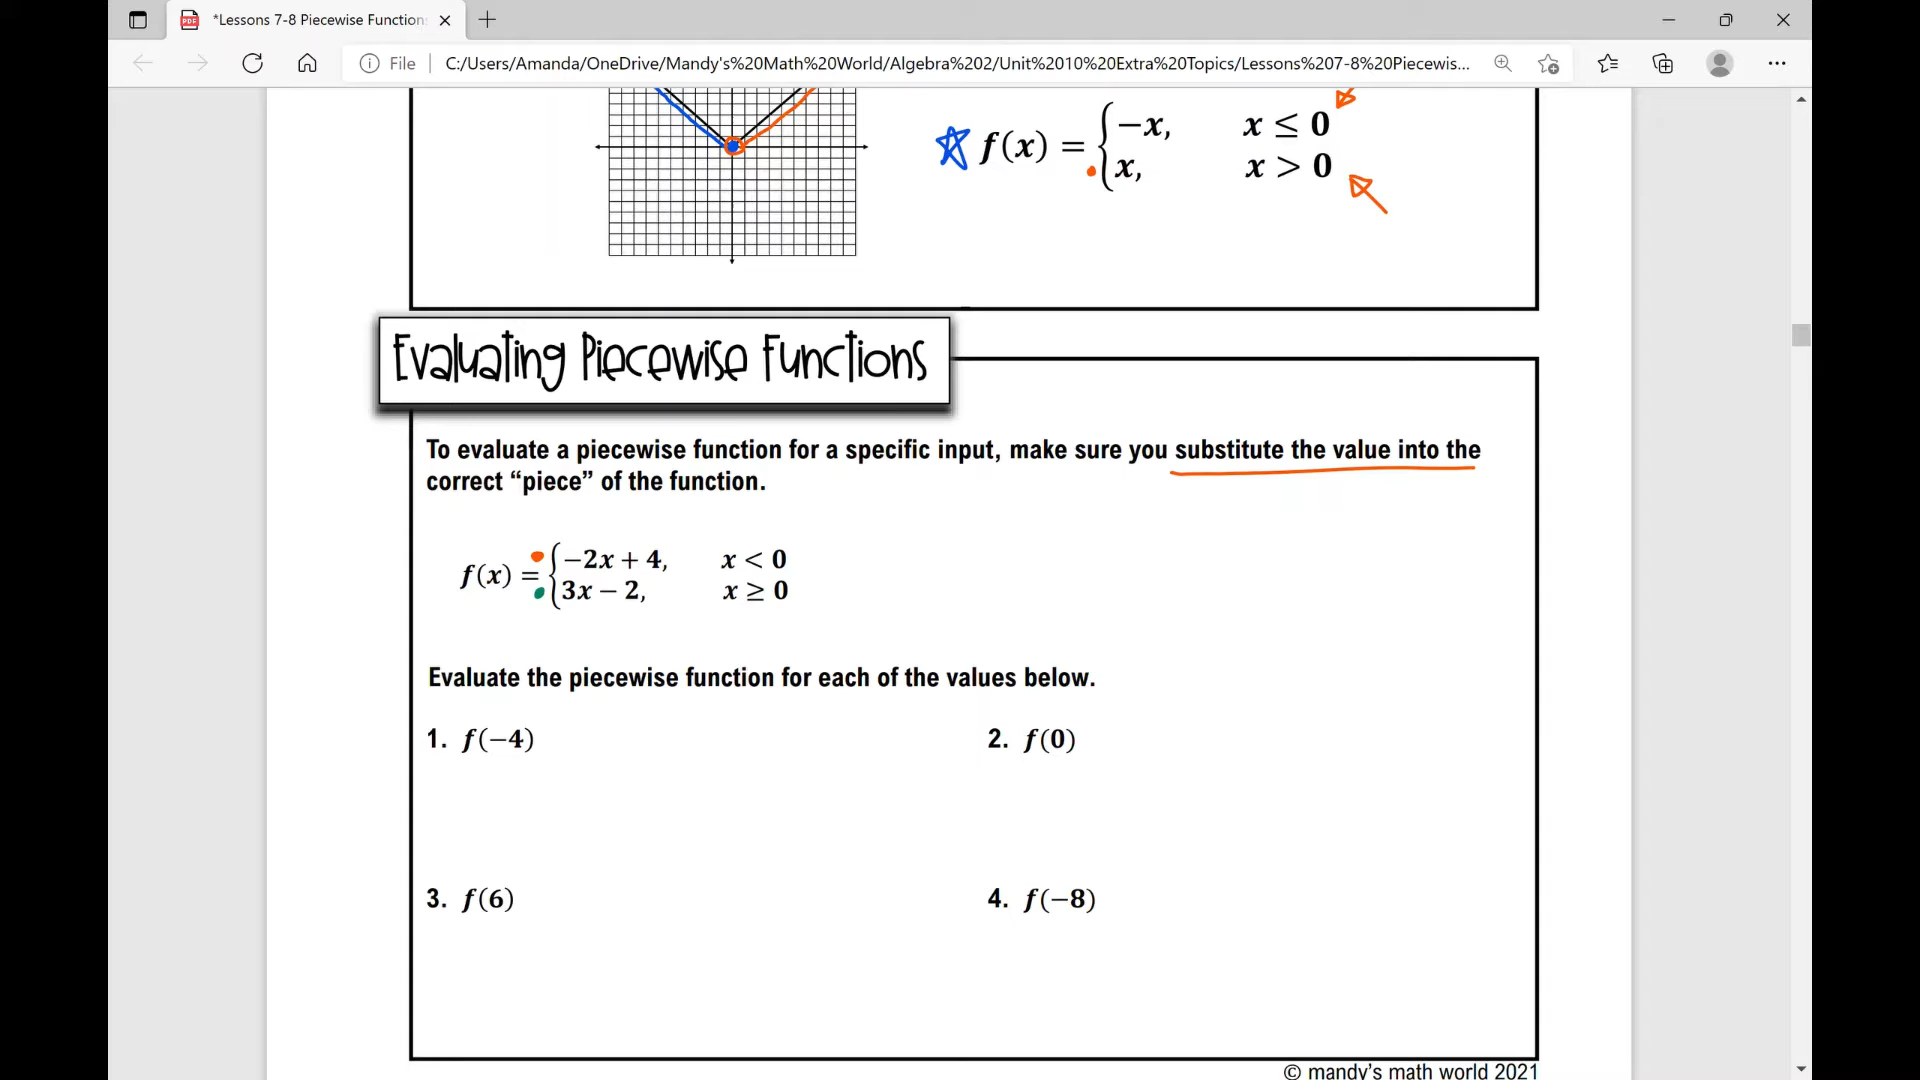 *Lessons 7-8 Piecewise Function
File C:/Users/Amanda/OneDrive/Mandy's%20Math%20World/Algebra%202/Unit%2010%20Extra%20Topics/Lessons%207-8%20Piecewis...
f(x) = {−x, x ≤ 0
x, x > 0
Evaluating Piecewise Functions
To evaluate a piecewise function for a specific input, make sure you substitute the value into the
correct “piece” of the function.
f(x) = {−2x + 4, x < 0
3x − 2, x ≥ 0
Evaluate the piecewise function for each of the values below.
1. f(−4) 2. f(0)
3. f(6) 4. f(−8)
© mandy's math world 2021